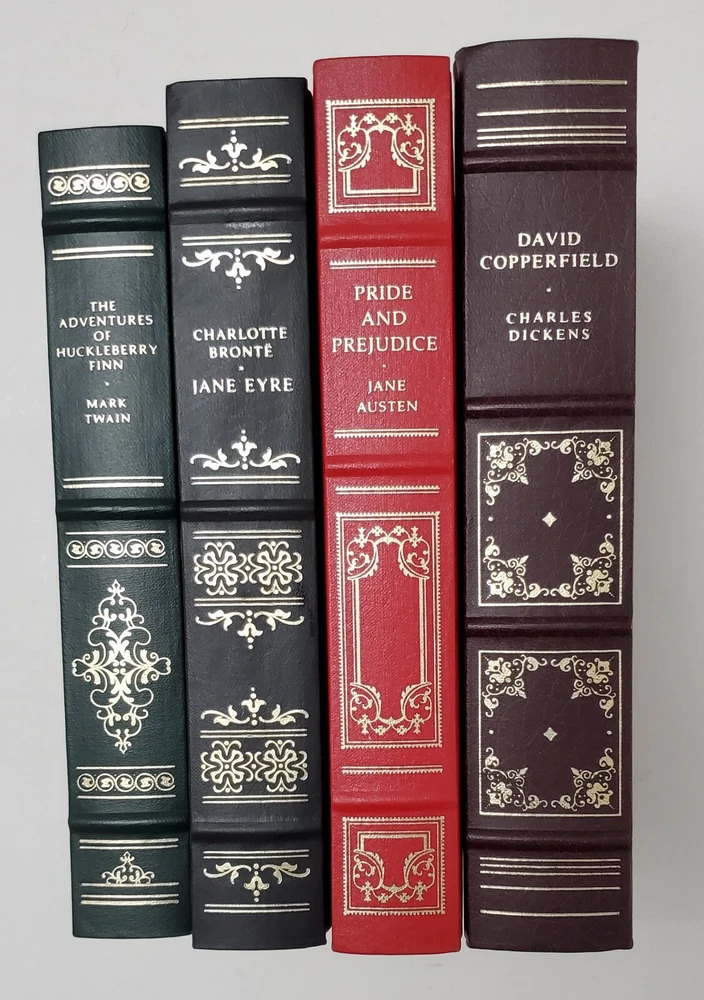 THE
ADVENTURES
OF
HUCKLEBERRY
FINN
MARK
TWAIN
CHARLOTTE
BRONTË
JANE EYRE
PRIDE
AND
PREJUDICE
JANE
AUSTEN
DAVID
COPPERFIELD
CHARLES
DICKENS